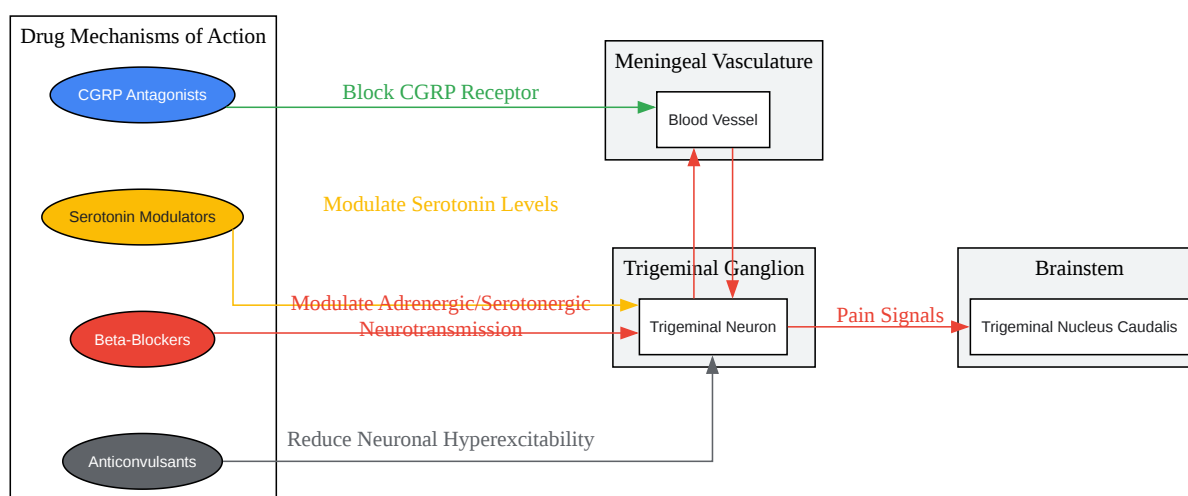 Drug Mechanisms of Action
CGRP Antagonists
Serotonin Modulators
Beta-Blockers
Anticonvulsants
Block CGRP Receptor
Modulate Serotonin Levels
Modulate Adrenergic/Serotonergic
Neurotransmission
Reduce Neuronal Hyperexcitability
Meningeal Vasculature
Blood Vessel
Trigeminal Ganglion
Trigeminal Neuron
Pain Signals
Brainstem
Trigeminal Nucleus Caudalis